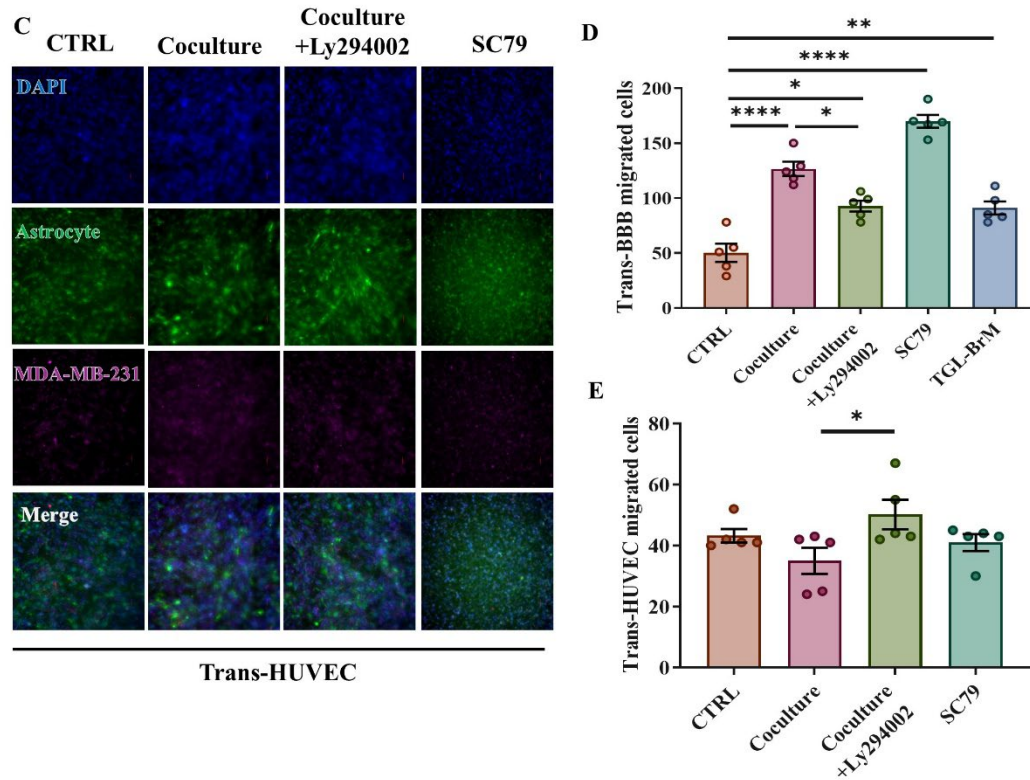 C
CTRL
Coculture
Coculture
+Ly294002
SC79
DAPI
Astrocyte
MDA-MB-231
Merge
Trans-HUVEC
D
**
****
*
**** *
Trans-BBB migrated cells
200
150
100
50
0
CTRL
Coculture
Coculture
+Ly294002
SC79
TGL-BrM
E
*
Trans-HUVEC migrated cells
80
60
40
20
0
CTRL
Coculture
Coculture
+Ly294002
SC79